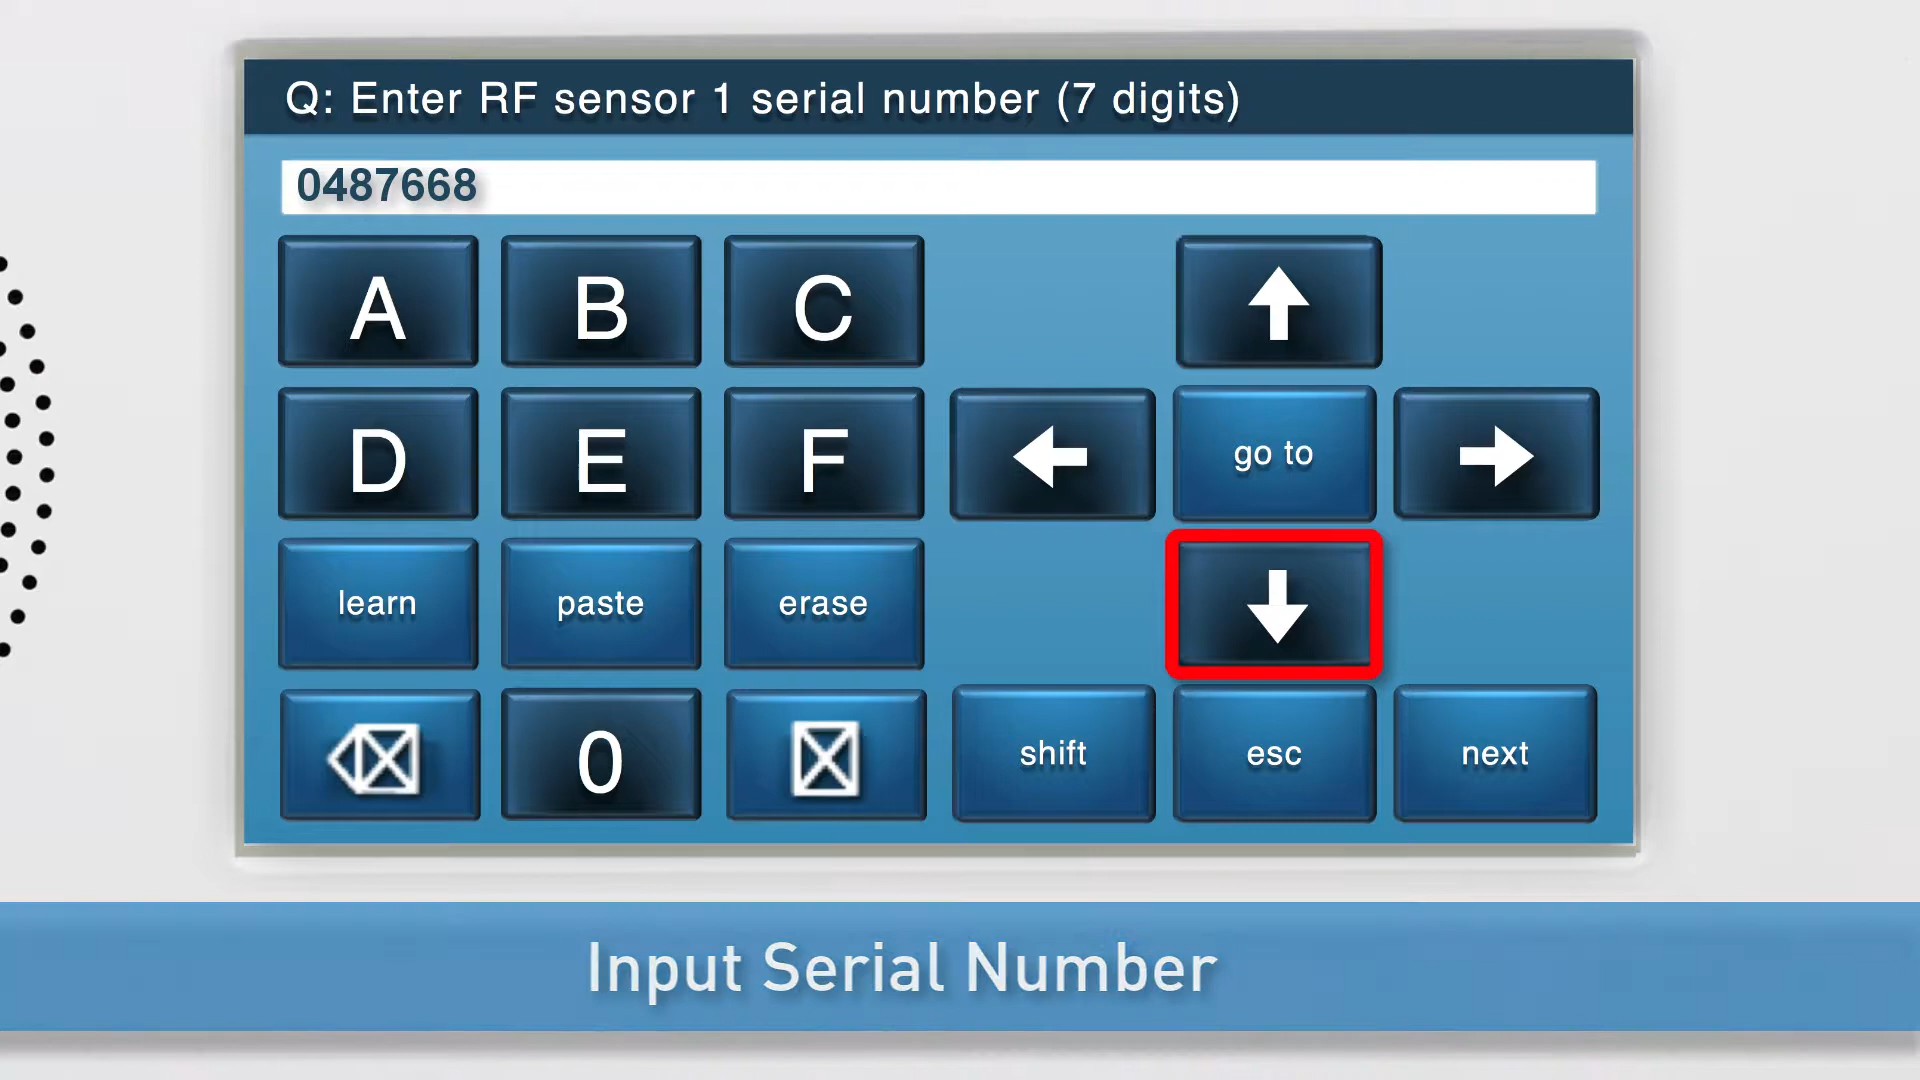 Q: Enter RF sensor 1 serial number (7 digits)
0487668
A B C
D E F
go to
learn paste erase
0
shift esc next
Input Serial Number